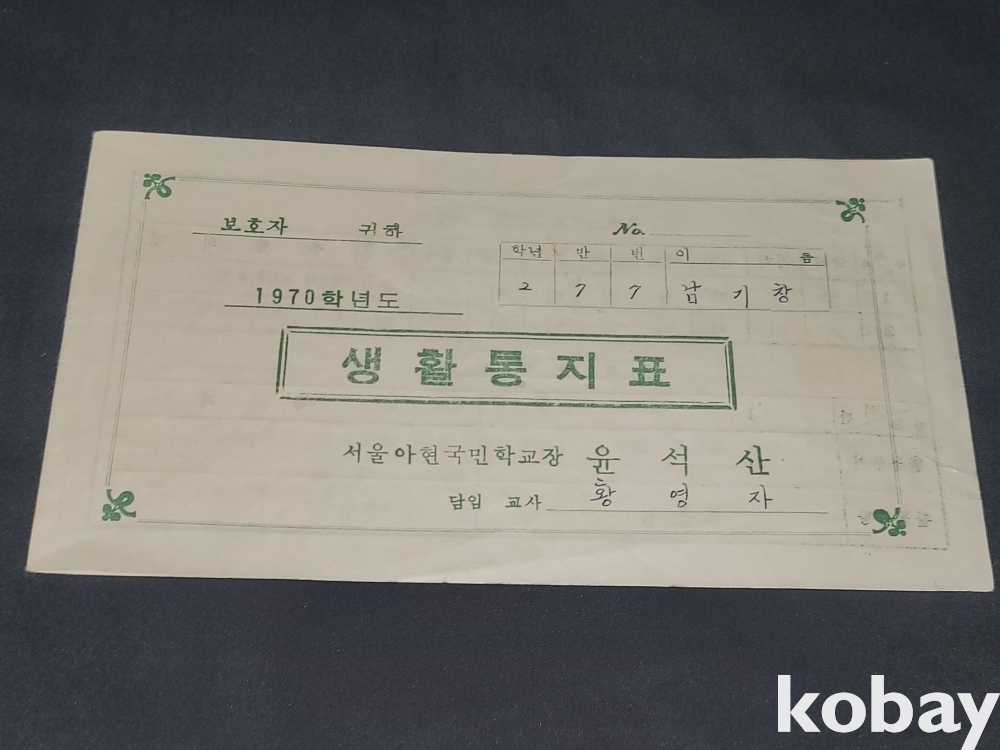 보호자 귀하
No.
학년 반 번 이 름
2 7 7 남 기 창
1970학년도
생활통지표
서울아현국민학교장 윤 석 산
담임 교사 황 영 자
kobay